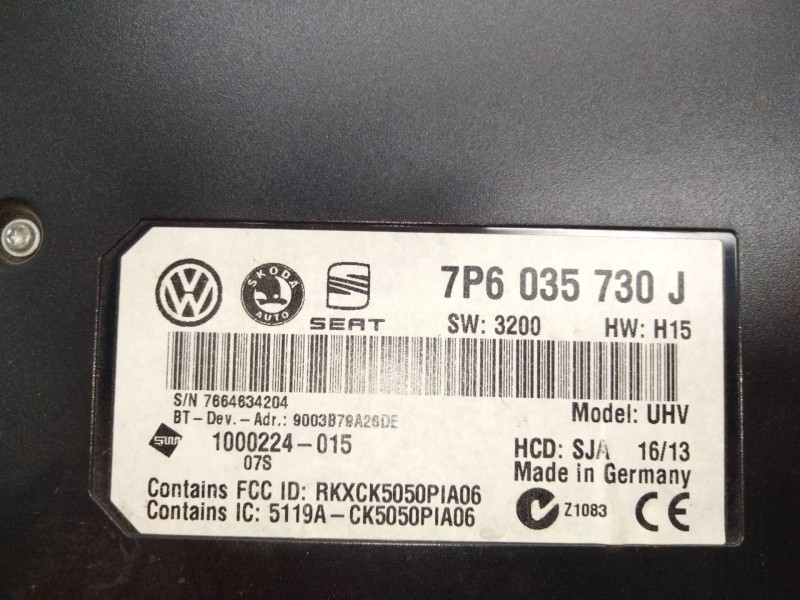 SKODA
AUTO
SEAT
7P6 035 730 J
SW: 3200 HW: H15
S/N 7664634204
BT-Dev.-Adr.: 9003B79A26DE
Model: UHV
SW 1000224-015
07S
HCD: SJA 16/13
Made in Germany
Contains FCC ID: RKXCK5050PIA06
Contains IC: 5119A-CK5050PIA06
Z1083
CE